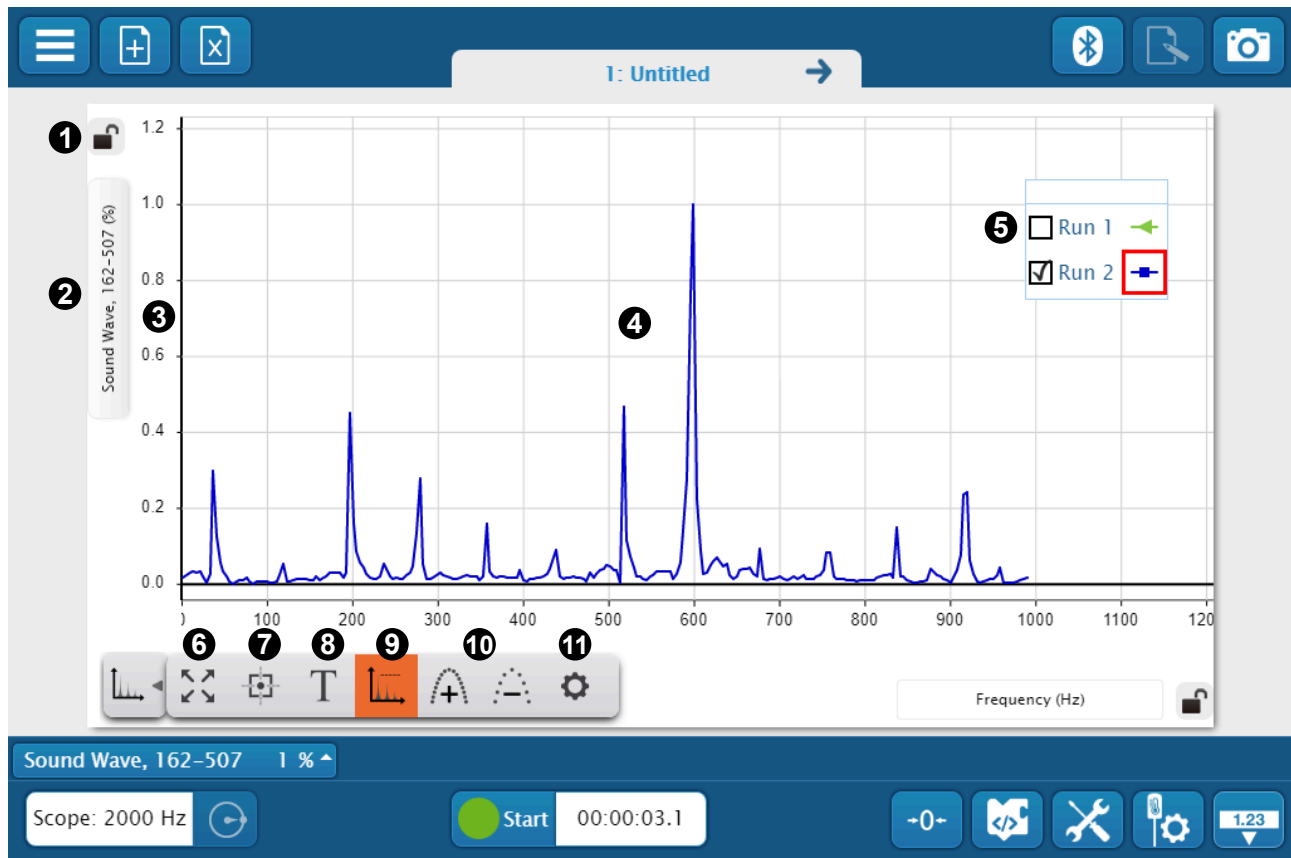 1: Untitled
1
1.2
1.0
0.8
0.6
0.4
0.2
0.0
2
Sound Wave, 162-507 (%)
3
4
5
Run 1
Run 2
0 100 200 300 400 500 600 700 800 900 1000 1100 120
6 7 8 9 10 11
T
Frequency (Hz)
Sound Wave, 162-507 1 %
Scope: 2000 Hz
Start 00:00:03.1
-0-
</>
1.23